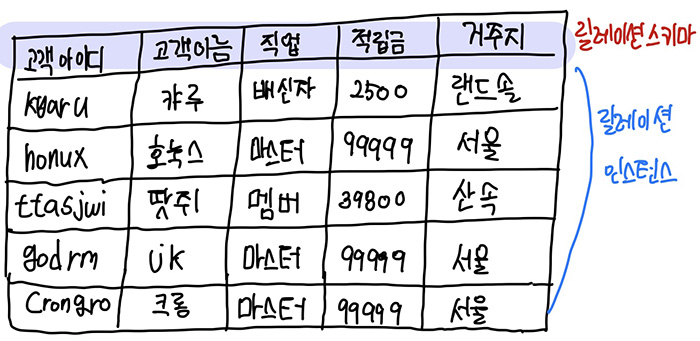 고객아이디 고객이름 직업 적립금 거주지 릴레이션 스키마
kyaru 캬루 배신자 2500 랜드솔
honux 호눅스 마스터 99999 서울
ttasjwi 땃쥐 멤버 39800 산속
godrm JK 마스터 99999 서울
Crongro 크롱 마스터 99999 서울
릴레이션
인스턴스